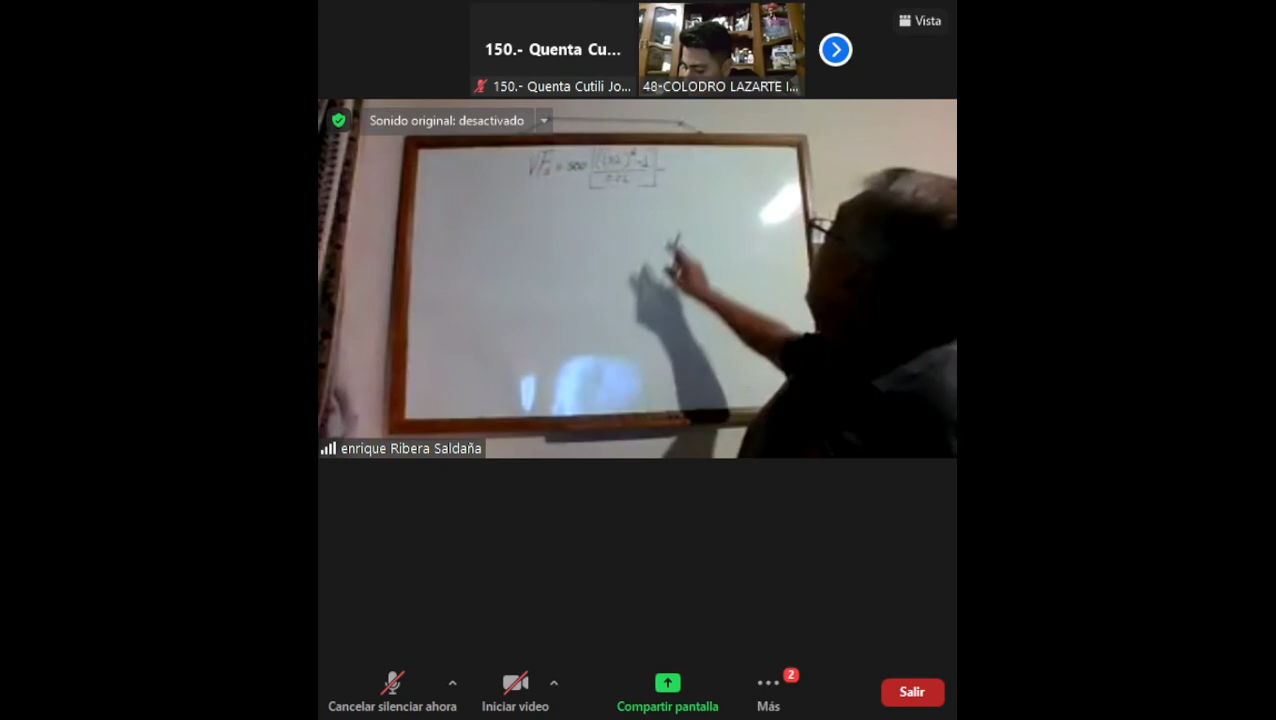 150.- Quenta Cu...
150.- Quenta Cutili Jo...
48-COLODRO LAZARTE I...
Vista
Sonido original: desactivado
enrique Ribera Saldaña
Cancelar silenciar ahora
Iniciar video
Compartir pantalla
Más
2
Salir